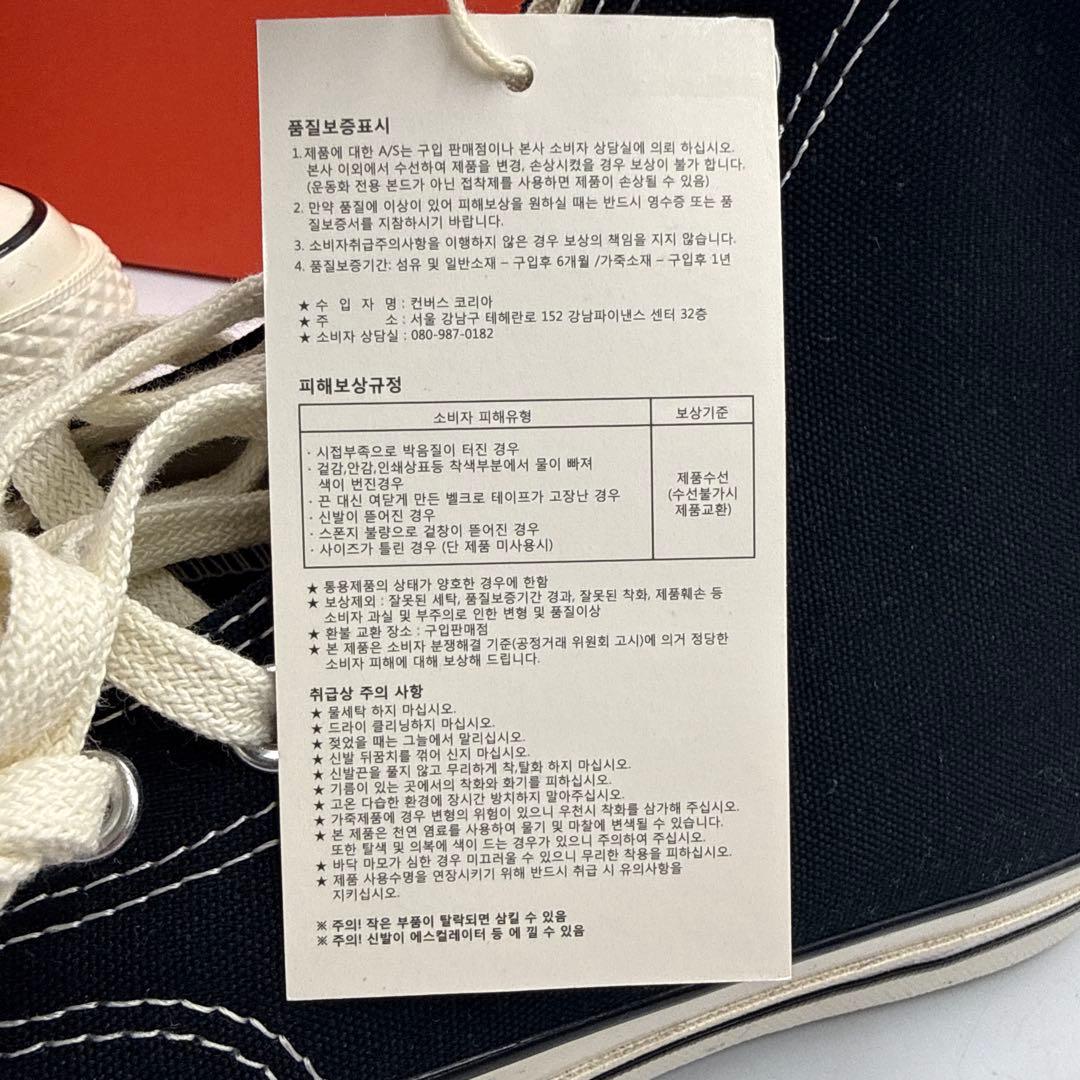 품질보증표시
1. 제품에 대한 A/S는 구입 판매점이나 본사 소비자 상담실에 의뢰 하십시오.
본사 이외에서 수선하여 제품을 변경, 손상시켰을 경우 보상이 불가 합니다.
(운동화 전용 본드가 아닌 접착제를 사용하면 제품이 손상될 수 있음)
2. 만약 품질에 이상이 있어 피해보상을 원하실 때는 반드시 영수증 또는 품
질보증서를 지참하시기 바랍니다.
3. 소비자취급주의사항을 이행하지 않은 경우 보상의 책임을 지지 않습니다.
4. 품질보증기간: 섬유 및 일반소재 – 구입후 6개월 /가죽소재 – 구입후 1년
★ 수 입 자 명 : 컨버스 코리아
★ 주 소 : 서울 강남구 테헤란로 152 강남파이낸스 센터 32층
★ 소비자 상담실 : 080-987-0182
피해보상규정
소비자 피해유형 보상기준
· 시접부족으로 박음질이 터진 경우
· 겉감,안감,인쇄상표등 착색부분에서 물이 빠져
색이 번진경우
· 끈 대신 여닫게 만든 벨크로 테이프가 고장난 경우
· 신발이 뜯어진 경우
· 스폰지 불량으로 겉창이 뜯어진 경우
· 사이즈가 틀린 경우 (단 제품 미사용시)
제품수선
(수선불가시
제품교환)
★ 통용제품의 상태가 양호한 경우에 한함
★ 보상제외 : 잘못된 세탁, 품질보증기간 경과, 잘못된 착화, 제품훼손 등
소비자 과실 및 부주의로 인한 변형 및 품질이상
★ 환불 교환 장소 : 구입판매점
★ 본 제품은 소비자 분쟁해결 기준(공정거래 위원회 고시)에 의거 정당한
소비자 피해에 대해 보상해 드립니다.
취급상 주의 사항
★ 물세탁 하지 마십시오.
★ 드라이 클리닝하지 마십시오.
★ 젖었을 때는 그늘에서 말리십시오.
★ 신발 뒤꿈치를 꺾어 신지 마십시오.
★ 신발끈을 풀지 않고 무리하게 착,탈화 하지 마십시오.
★ 기름이 있는 곳에서의 착화와 화기를 피하십시오.
★ 고온 다습한 환경에 장시간 방치하지 말아주십시오.
★ 가죽제품에 경우 변형의 위험이 있으니 우천시 착화를 삼가해 주십시오.
★ 본 제품은 천연 염료를 사용하여 물기 및 마찰에 변색될 수 있습니다.
또한 탈색 및 의복에 색이 드는 경우가 있으니 주의하여 주십시오.
★ 바닥 마모가 심한 경우 미끄러울 수 있으니 무리한 착용을 피하십시오.
★ 제품 사용수명을 연장시키기 위해 반드시 취급 시 유의사항을
지키십시오.
※ 주의! 작은 부품이 탈락되면 삼킬 수 있음
※ 주의! 신발이 에스컬레이터 등 에 낄 수 있음